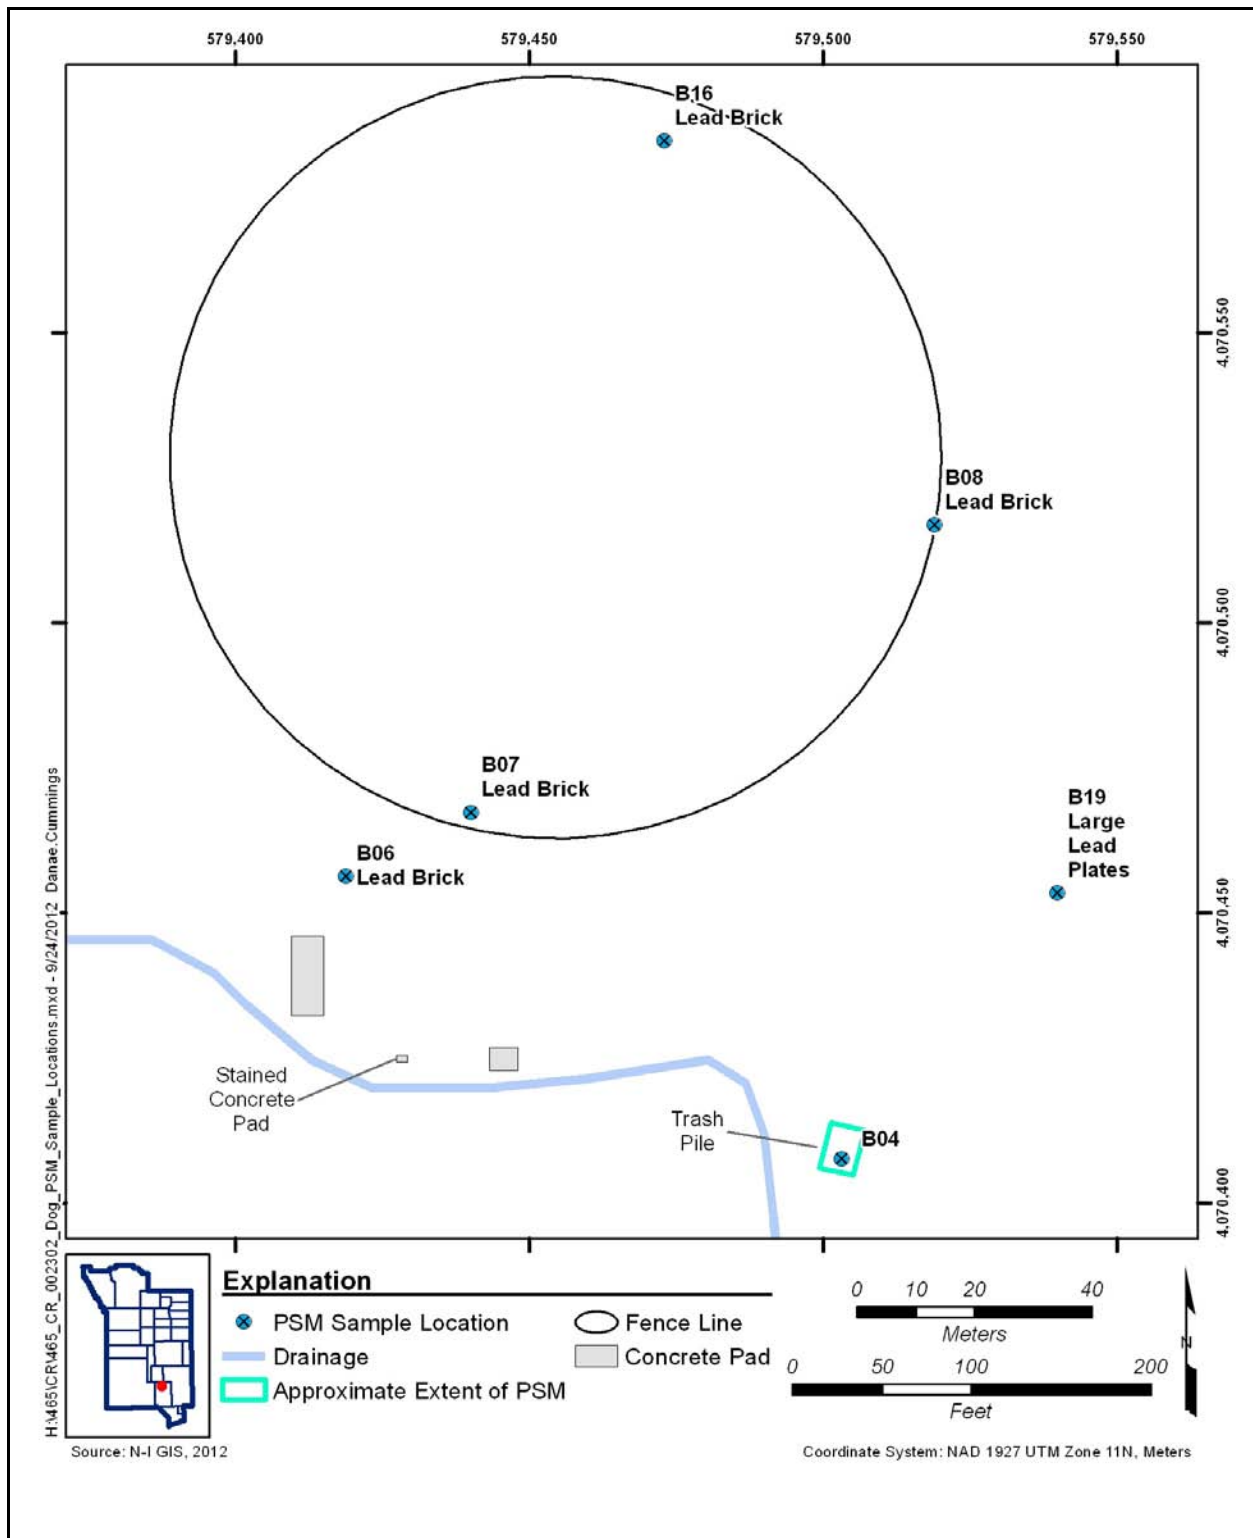 579,400 579,450 579,500 579,550
B16
Lead Brick
4,070,550
B08
Lead Brick
4,070,500
B07
Lead Brick
B19
Large
Lead
Plates
B06
Lead Brick
4,070,450
Stained
Concrete
Pad
Trash
Pile
B04
4,070,400
H:\465\CR\465_CR_002302_Dog_PSM_Sample_Locations.mxd - 9/24/2012 Danae.Cummings
Explanation
PSM Sample Location
Fence Line
Drainage
Concrete Pad
Approximate Extent of PSM
0 10 20 40
Meters
0 50 100 200
Feet
N
Source: N-I GIS, 2012
Coordinate System: NAD 1927 UTM Zone 11N, Meters